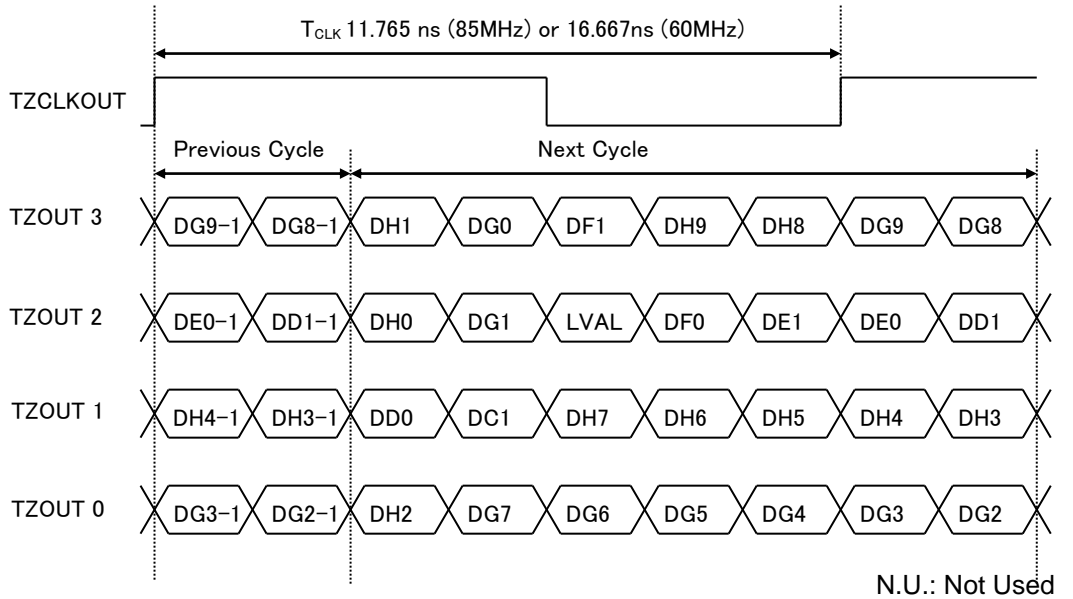 TCLK 11.765 ns (85MHz) or 16.667ns (60MHz)
TZCLKOUT
Previous Cycle Next Cycle
TZOUT 3 DG9-1 DG8-1 DH1 DG0 DF1 DH9 DH8 DG9 DG8
TZOUT 2 DE0-1 DD1-1 DH0 DG1 LVAL DF0 DE1 DE0 DD1
TZOUT 1 DH4-1 DH3-1 DD0 DC1 DH7 DH6 DH5 DH4 DH3
TZOUT 0 DG3-1 DG2-1 DH2 DG7 DG6 DG5 DG4 DG3 DG2
N.U.: Not Used